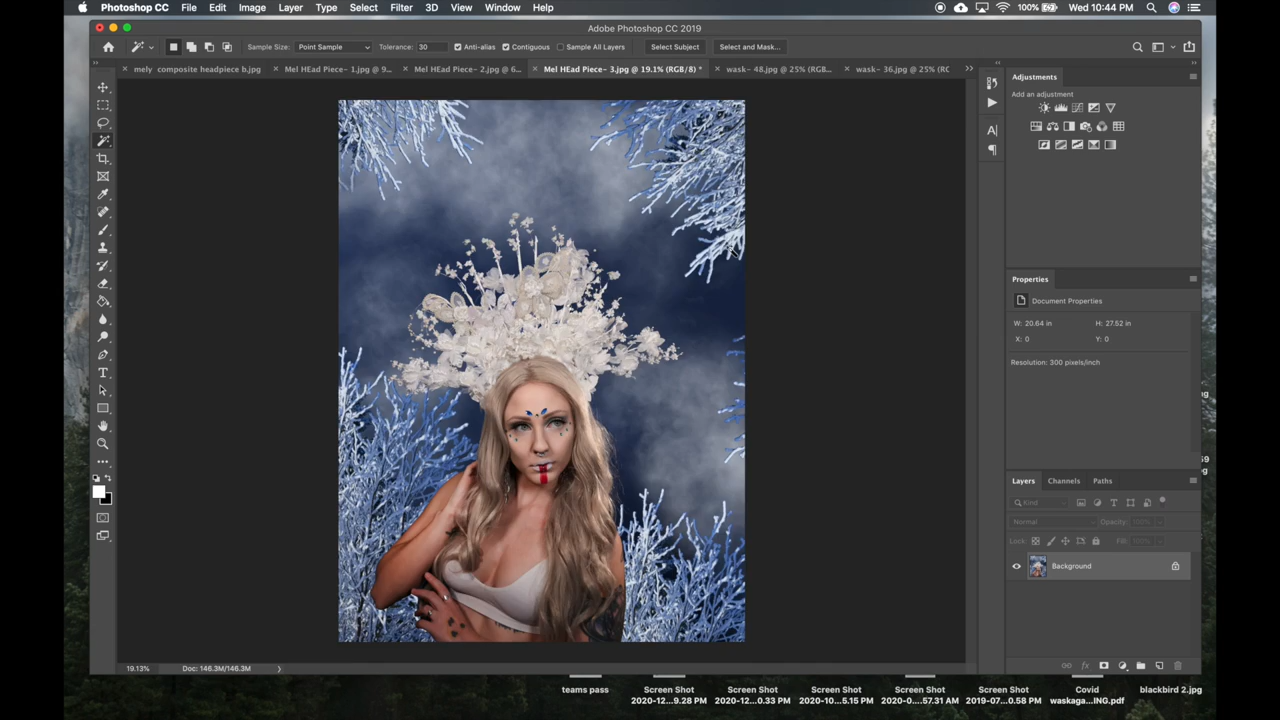 Photoshop CC File Edit Image Layer Type Select Filter 3D View Window Help 100% Wed 10:44 PM
Adobe Photoshop CC 2019
Sample Size: Point Sample Tolerance: 30 Anti-alias Contiguous Sample All Layers Select Subject Select and Mask...
mely composite headpiece b.jpg Mel HEad Piece- 1.jpg @ 9... Mel HEad Piece- 2.jpg @ 6... Mel HEad Piece- 3.jpg @ 19.1% (RGB/8) * wask- 48.jpg @ 25% (RGB... wask- 36.jpg @ 25% (RC
Adjustments
Add an adjustment
Properties
Document Properties
W: 20.64 in H: 27.52 in
X: 0 Y: 0
Resolution: 300 pixels/inch
Layers Channels Paths
Kind
Normal Opacity: 100%
Lock: Fill: 100%
Background
19.13% Doc: 146.3M/146.3M
teams pass Screen Shot Screen Shot Screen Shot Screen Shot Screen Shot Covid blackbird 2.jpg
2020-12...9.28 PM 2020-12...0.33 PM 2020-10...5.15 PM 2020-0....57.31 AM 2019-07...0.58 PM waskaga...ING.pdf